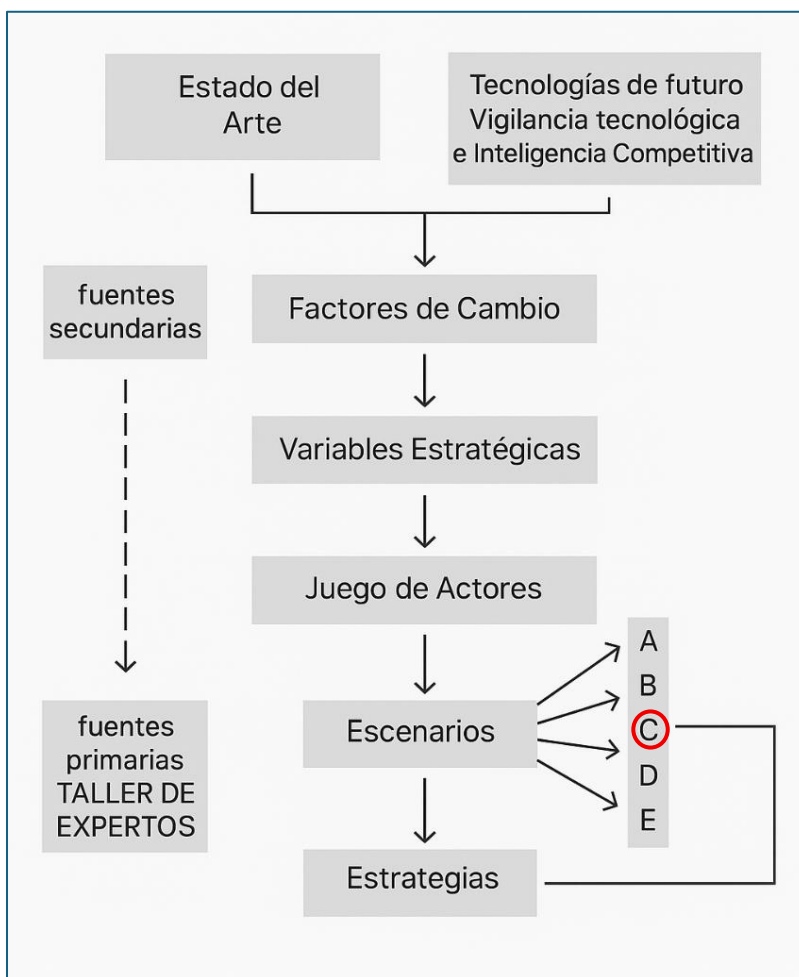 Estado del
Arte
Tecnologías de futuro
Vigilancia tecnológica
e Inteligencia Competitiva
fuentes
secundarias
Factores de Cambio
Variables Estratégicas
Juego de Actores
fuentes
primarias
TALLER DE
EXPERTOS
Escenarios
A
B
C
D
E
Estrategias